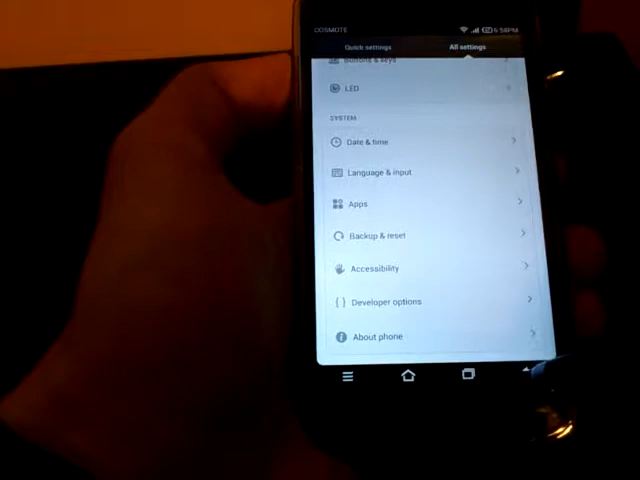 COSMOTE 6:58PM
Quick settings All settings
Buttons & keys
LED
SYSTEM
Date & time
Language & input
Apps
Backup & reset
Accessibility
Developer options
About phone